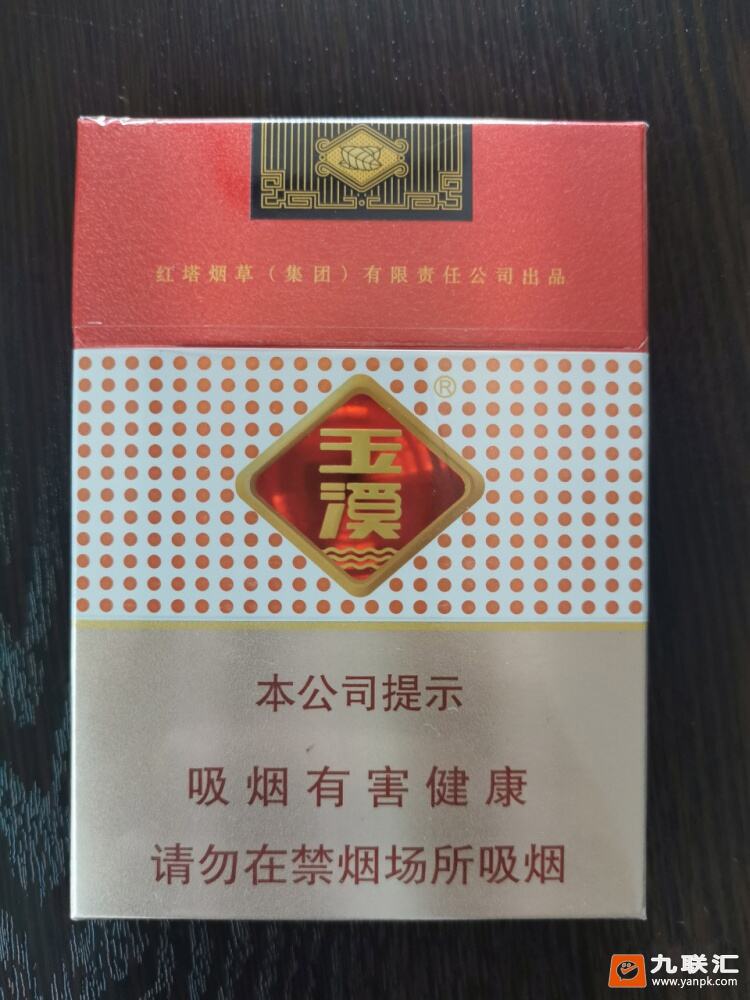 红塔烟草（集团）有限责任公司出品
®
玉
溪
本公司提示
吸烟有害健康
请勿在禁烟场所吸烟
九联汇
www.yanpk.com